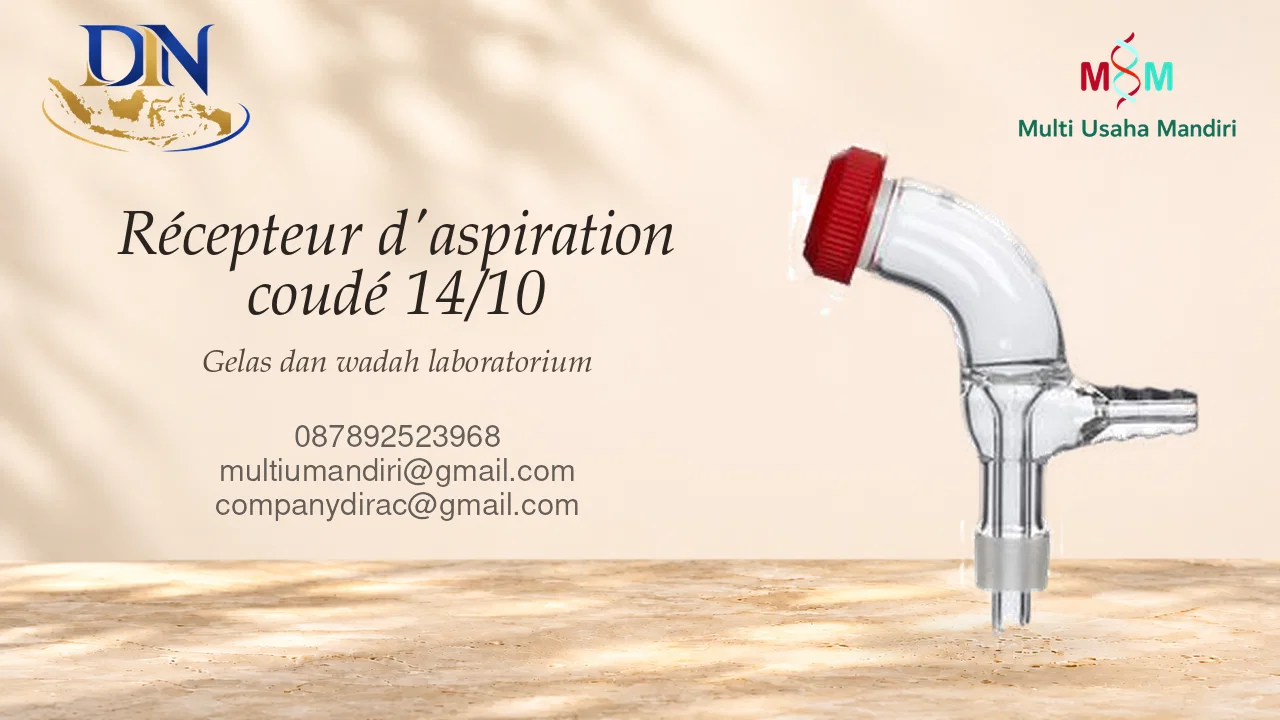 DIN
M M
Multi Usaha Mandiri
Récepteur d'aspiration
coudé 14/10
Gelas dan wadah laboratorium
087892523968
multiumandiri@gmail.com
companydirac@gmail.com